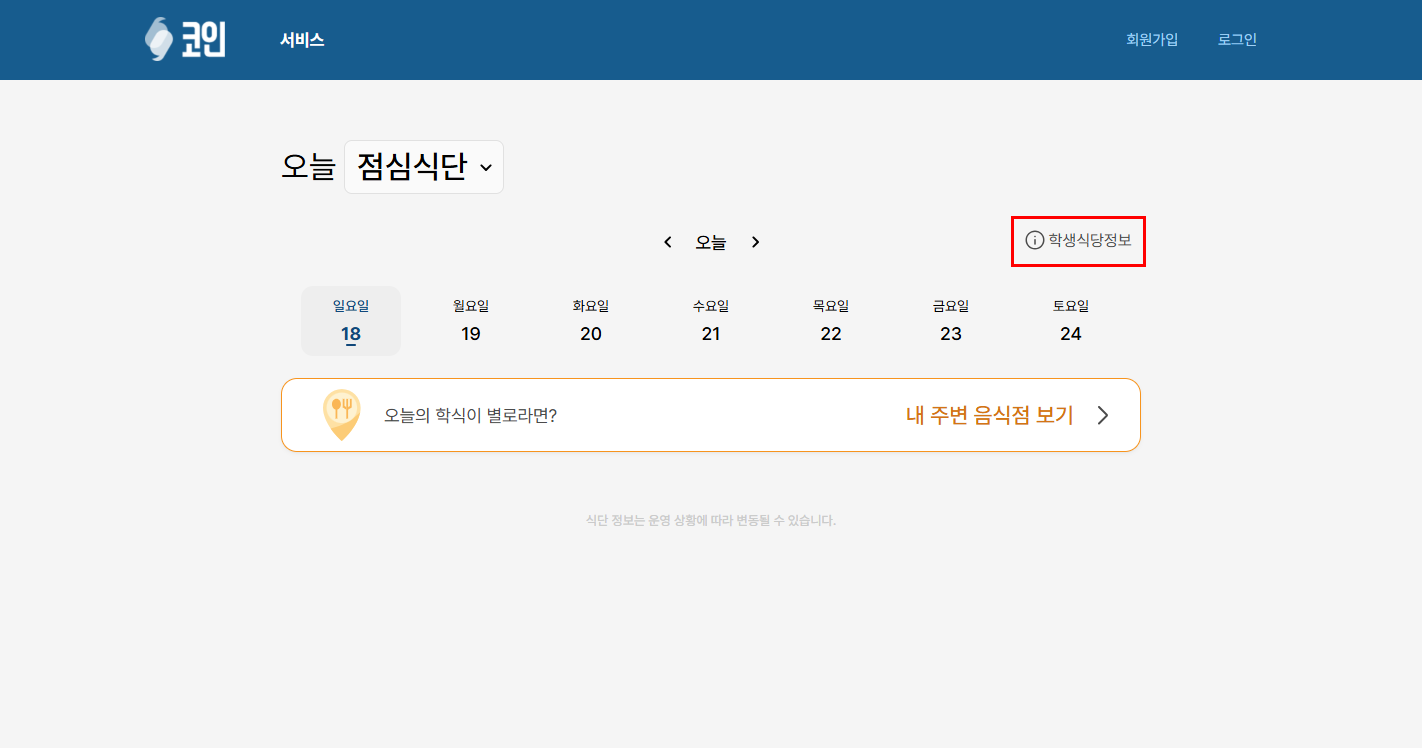 코인 서비스 회원가입 로그인
오늘 점심식단
오늘 학생식당정보
일요일 월요일 화요일 수요일 목요일 금요일 토요일
18 19 20 21 22 23 24
오늘의 학식이 별로라면? 내 주변 음식점 보기
식단 정보는 운영 상황에 따라 변동될 수 있습니다.